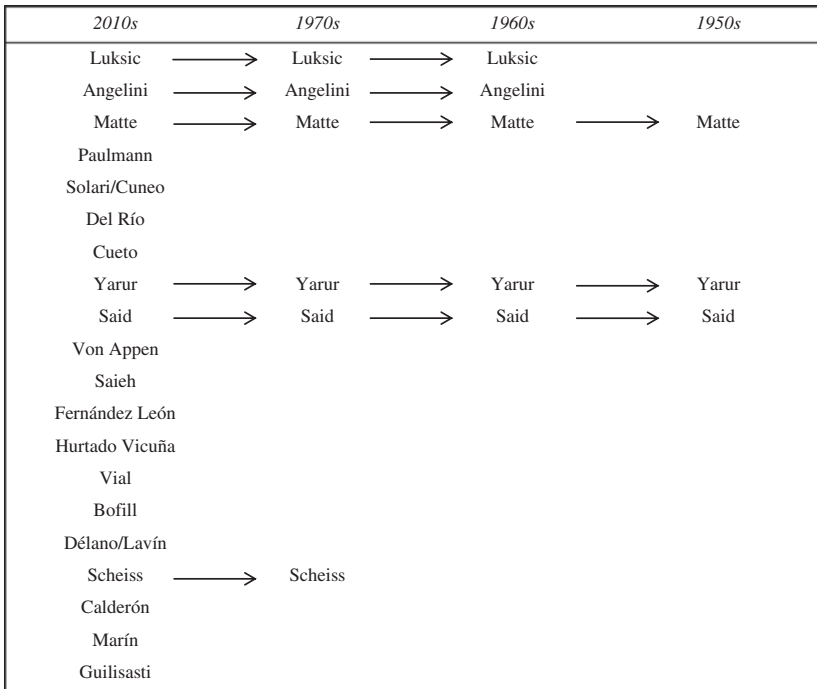 2010s 1970s 1960s 1950s
Luksic Luksic Luksic
Angelini Angelini Angelini
Matte Matte Matte Matte
Paulmann
Solari/Cuneo
Del Río
Cueto
Yarur Yarur Yarur Yarur
Said Said Said Said
Von Appen
Saieh
Fernández León
Hurtado Vicuña
Vial
Bofill
Délano/Lavín
Scheiss Scheiss
Calderón
Marín
Guilisasti